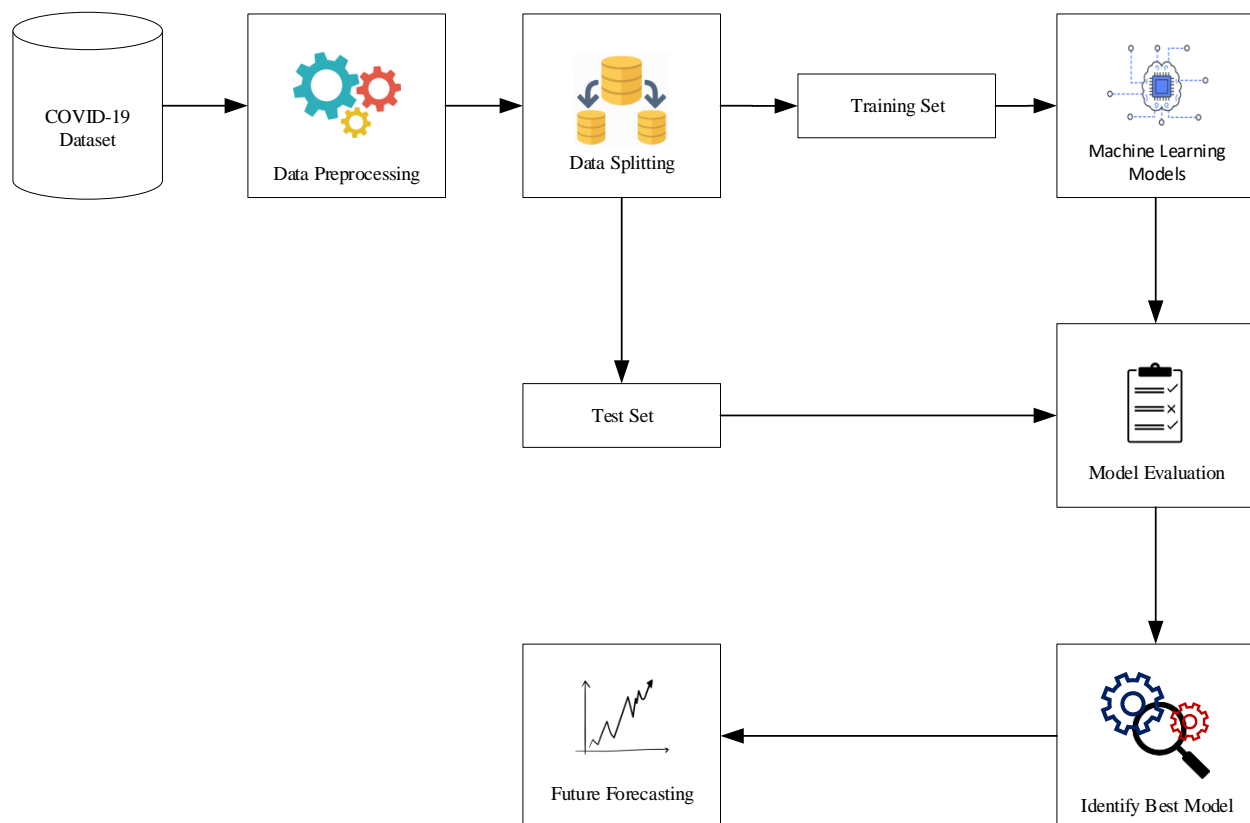 COVID-19
Dataset
Data Preprocessing
Data Splitting
Training Set
Machine Learning
Models
Test Set
Model Evaluation
Future Forecasting
Identify Best Model